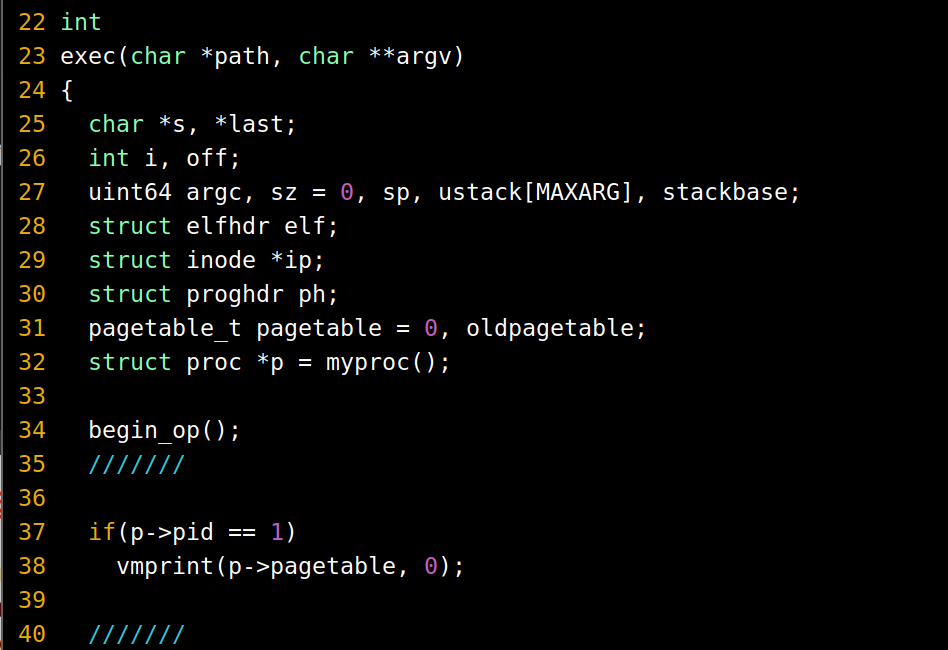 22 int
23 exec(char *path, char **argv)
24 {
25   char *s, *last;
26   int i, off;
27   uint64 argc, sz = 0, sp, ustack[MAXARG], stackbase;
28   struct elfhdr elf;
29   struct inode *ip;
30   struct proghdr ph;
31   pagetable_t pagetable = 0, oldpagetable;
32   struct proc *p = myproc();
33
34   begin_op();
35   ///////
36
37   if(p->pid == 1)
38     vmprint(p->pagetable, 0);
39
40   ///////